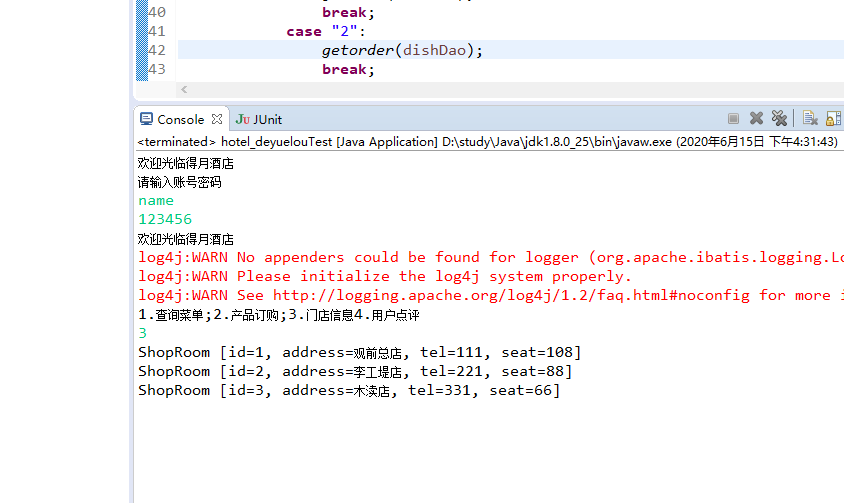 40 break;
41 case "2":
42 getorder(dishDao);
43 break;
Console JUnit
<terminated> hotel_deyuelouTest [Java Application] D:\study\Java\jdk1.8.0_25\bin\javaw.exe (2020年6月15日 下午4:31:43)
欢迎光临得月酒店
请输入账号密码
name
123456
欢迎光临得月酒店
log4j:WARN No appenders could be found for logger (org.apache.ibatis.logging.Lo
log4j:WARN Please initialize the log4j system properly.
log4j:WARN See http://logging.apache.org/log4j/1.2/faq.html#noconfig for more i
1.查询菜单;2.产品订购;3.门店信息4.用户点评
3
ShopRoom [id=1, address=观前总店, tel=111, seat=108]
ShopRoom [id=2, address=李工堤店, tel=221, seat=88]
ShopRoom [id=3, address=木渎店, tel=331, seat=66]